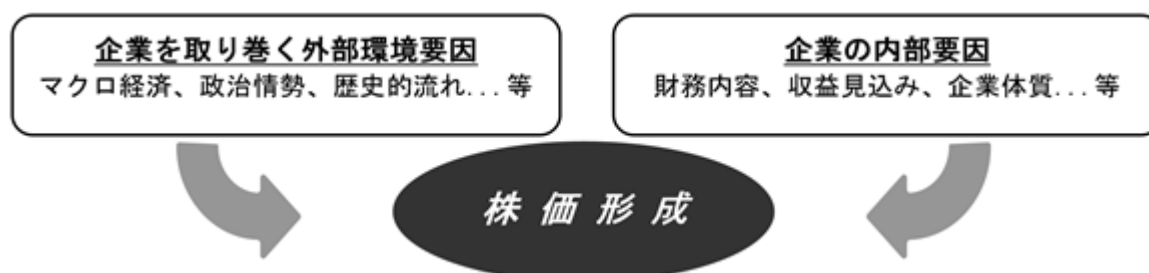 企業を取り巻く外部環境要因
マクロ経済、政治情勢、歴史的流れ...等
企業の内部要因
財務内容、収益見込み、企業体質...等
株価形成